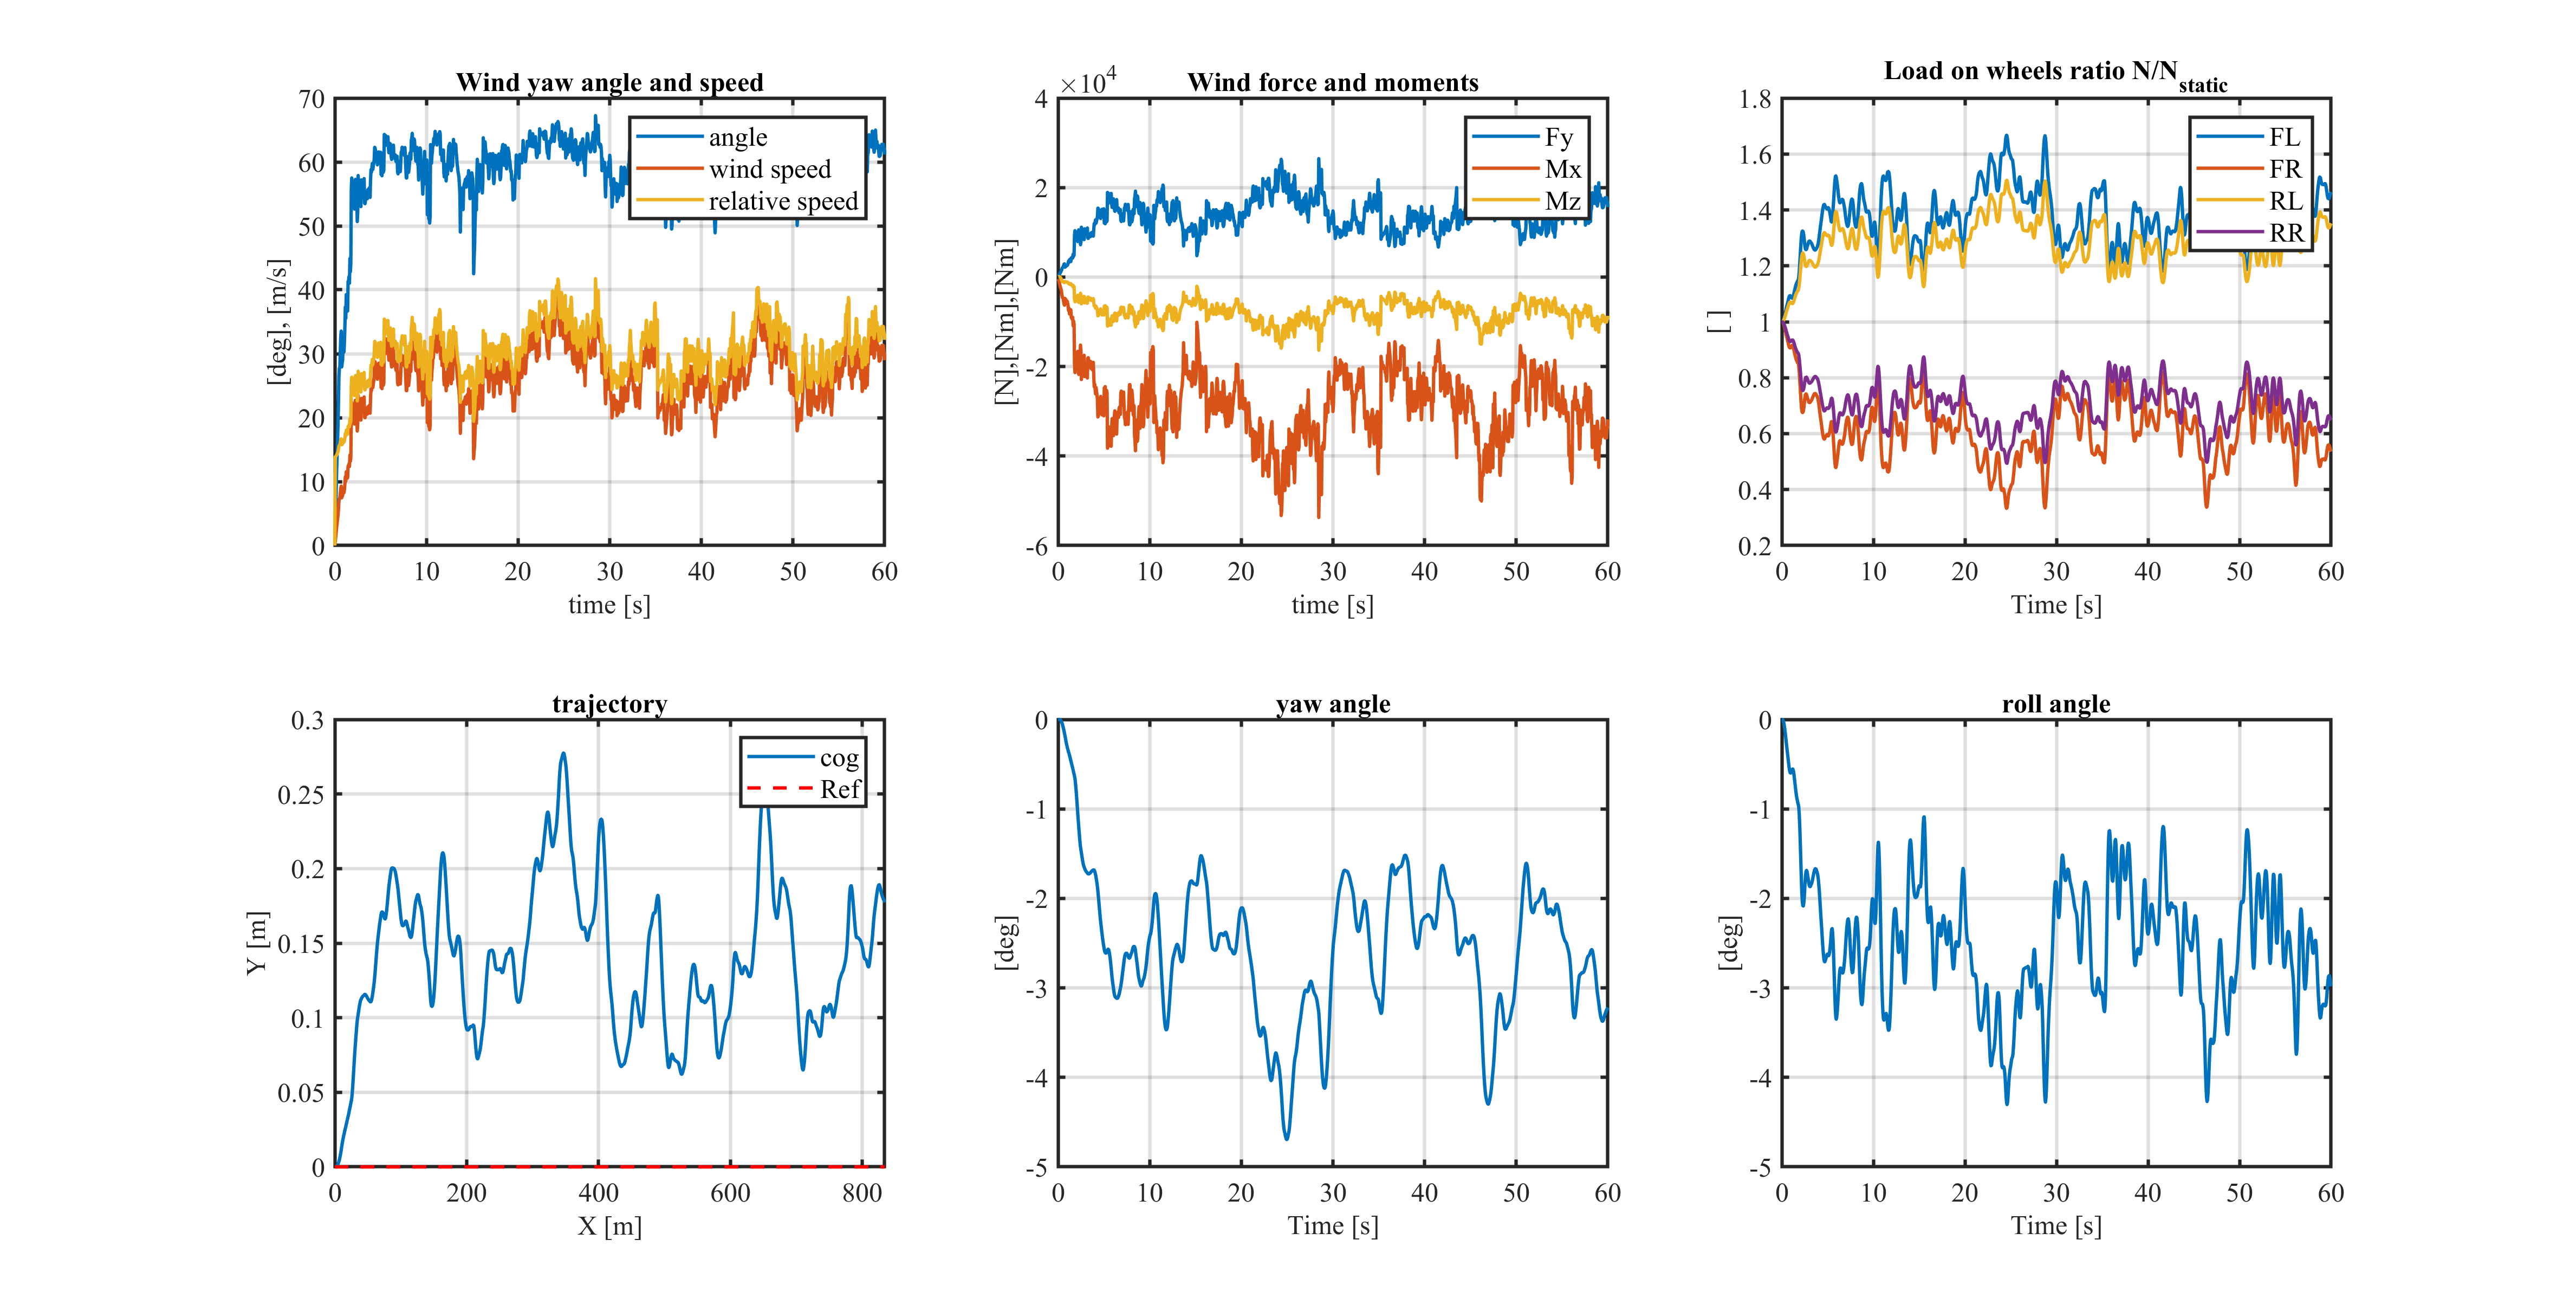 Wind yaw angle and speed
70
60
50
40
30
20
10
0
[deg], [m/s]
angle
wind speed
relative speed
0 10 20 30 40 50 60
time [s]
×10^4
Wind force and moments
4
2
0
-2
-4
-6
[N],[Nm],[Nm]
Fy
Mx
Mz
0 10 20 30 40 50 60
time [s]
Load on wheels ratio N/N_static
1.8
1.6
1.4
1.2
1
0.8
0.6
0.4
0.2
[ ]
FL
FR
RL
RR
0 10 20 30 40 50 60
Time [s]
trajectory
0.3
0.25
0.2
0.15
0.1
0.05
0
Y [m]
cog
Ref
0 200 400 600 800
X [m]
yaw angle
0
-1
-2
-3
-4
-5
[deg]
0 10 20 30 40 50 60
Time [s]
roll angle
0
-1
-2
-3
-4
-5
[deg]
0 10 20 30 40 50 60
Time [s]